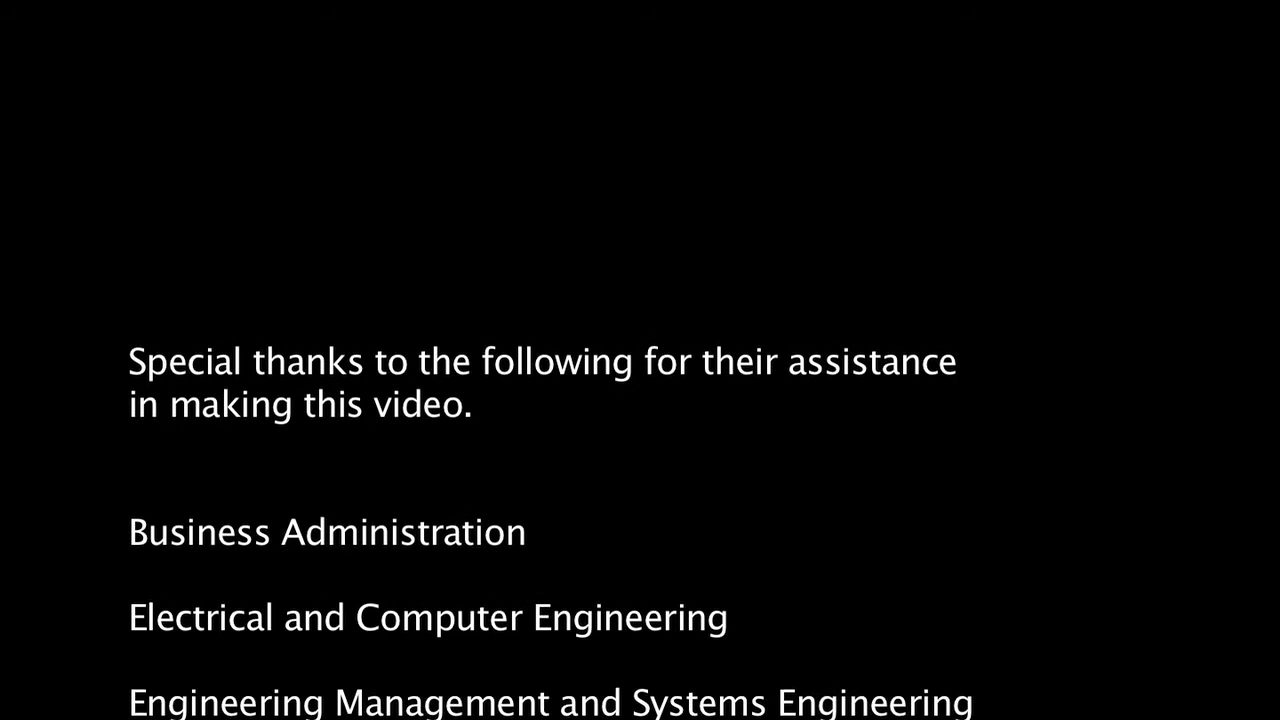 Special thanks to the following for their assistance
in making this video.
Business Administration
Electrical and Computer Engineering
Engineering Management and Systems Engineering